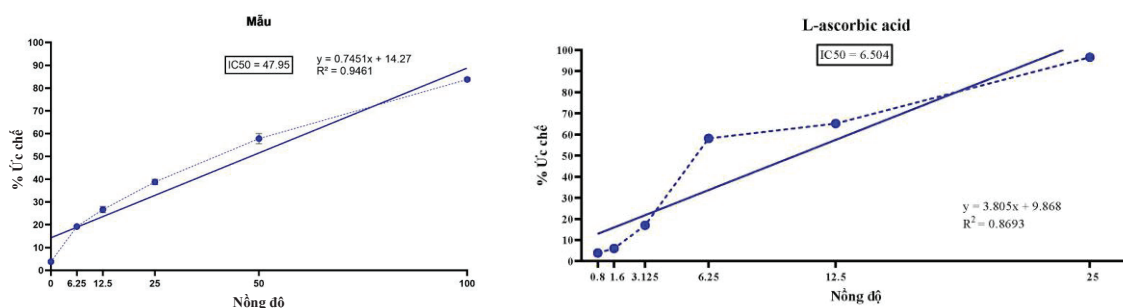 Mẫu
IC50 = 47.95
y = 0.7451x + 14.27
R² = 0.9461
% Ức chế
100
90
80
70
60
50
40
30
20
10
0
0 6.25 12.5 25 50 100
Nồng độ
L-ascorbic acid
IC50 = 6.504
% Ức chế
100
90
80
70
60
50
40
30
20
10
0
y = 3.805x + 9.868
R² = 0.8693
0.8 1.6 3.125 6.25 12.5 25
Nồng độ